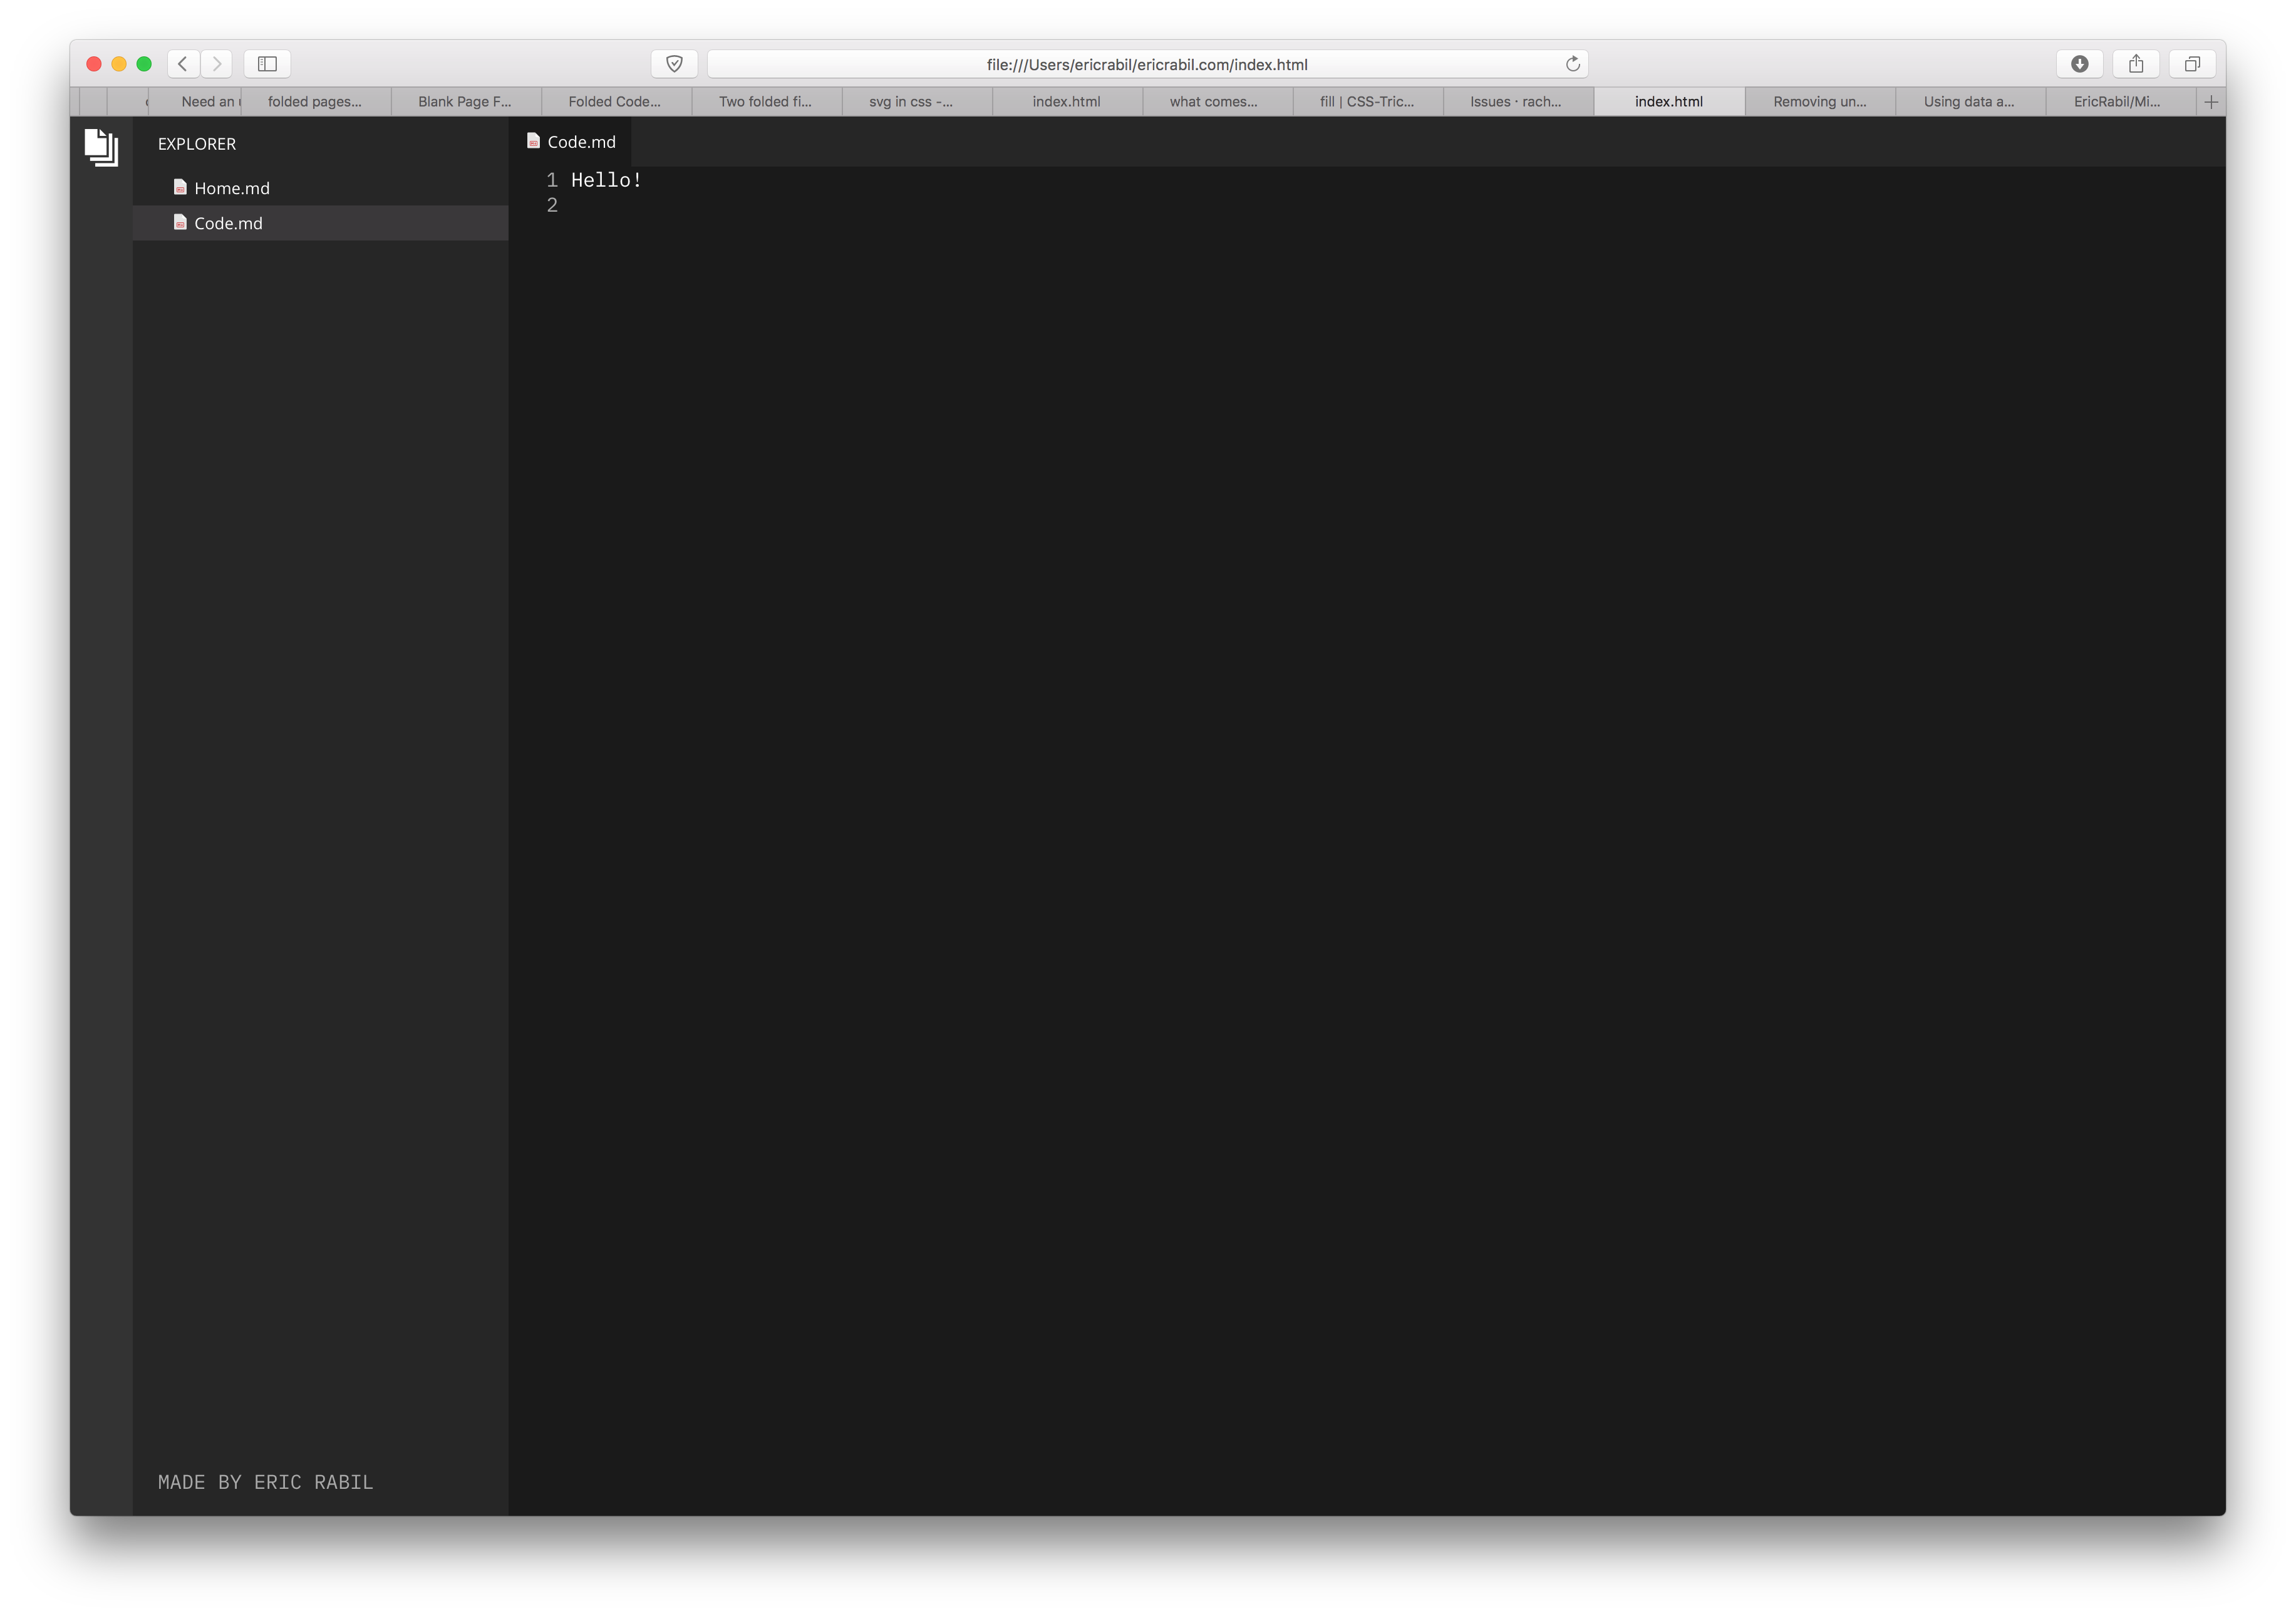 file:///Users/ericrabil/ericrabil.com/index.html
Need an folded pages... Blank Page F... Folded Code... Two folded fi... svg in css -... index.html what comes... fill | CSS-Tric... Issues · rach... index.html Removing un... Using data a... EricRabil/Mi...
EXPLORER
Home.md
Code.md
Code.md
1 Hello!
2
MADE BY ERIC RABIL